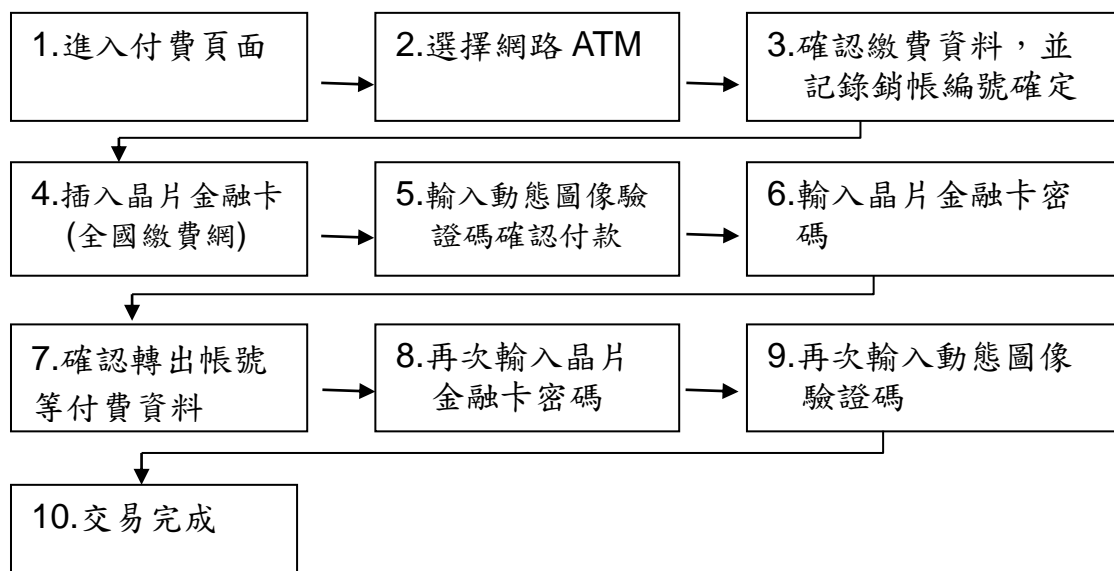 1.進入付費頁面
2.選擇網路 ATM
3.確認繳費資料，並
記錄銷帳編號確定
4.插入晶片金融卡
(全國繳費網)
5.輸入動態圖像驗
證碼確認付款
6.輸入晶片金融卡密
碼
7.確認轉出帳號
等付費資料
8.再次輸入晶片
金融卡密碼
9.再次輸入動態圖像
驗證碼
10.交易完成